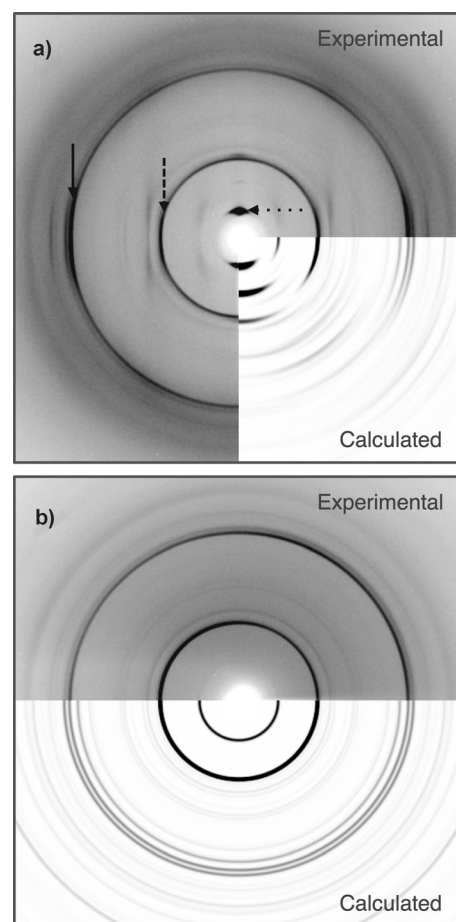 Experimental
a)
Calculated
Experimental
b)
Calculated